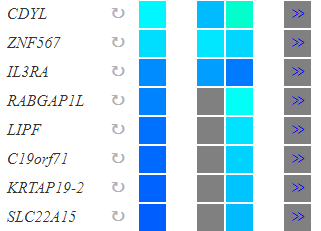 CDYL ↻ >>
ZNF567 ↻ >>
IL3RA ↻ >>
RABGAP1L ↻ >>
LIPF ↻ >>
C19orf71 ↻ >>
KRTAP19-2 ↻ >>
SLC22A15 ↻ >>